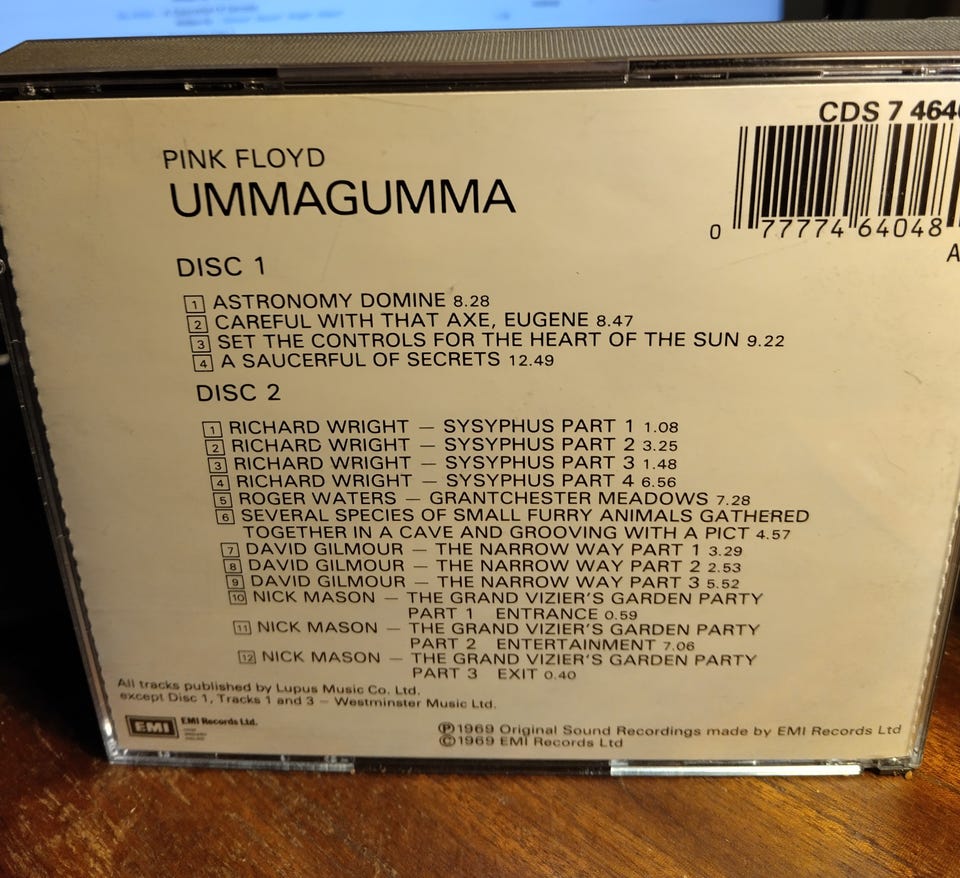 CDS 7 464
0 77774 64048
PINK FLOYD
UMMAGUMMA
DISC 1
1 ASTRONOMY DOMINE 8.28
2 CAREFUL WITH THAT AXE, EUGENE 8.47
3 SET THE CONTROLS FOR THE HEART OF THE SUN 9.22
4 A SAUCERFUL OF SECRETS 12.49
DISC 2
1 RICHARD WRIGHT — SYSYPHUS PART 1 1.08
2 RICHARD WRIGHT — SYSYPHUS PART 2 3.25
3 RICHARD WRIGHT — SYSYPHUS PART 3 1.48
4 RICHARD WRIGHT — SYSYPHUS PART 4 6.56
5 ROGER WATERS — GRANTCHESTER MEADOWS 7.28
6 SEVERAL SPECIES OF SMALL FURRY ANIMALS GATHERED
TOGETHER IN A CAVE AND GROOVING WITH A PICT 4.57
7 DAVID GILMOUR — THE NARROW WAY PART 1 3.29
8 DAVID GILMOUR — THE NARROW WAY PART 2 2.53
9 DAVID GILMOUR — THE NARROW WAY PART 3 5.52
10 NICK MASON — THE GRAND VIZIER'S GARDEN PARTY
PART 1 ENTRANCE 0.59
11 NICK MASON — THE GRAND VIZIER'S GARDEN PARTY
PART 2 ENTERTAINMENT 7.06
12 NICK MASON — THE GRAND VIZIER'S GARDEN PARTY
PART 3 EXIT 0.40
All tracks published by Lupus Music Co. Ltd.
except Disc 1, Tracks 1 and 3 – Westminster Music Ltd.
EMI EMI Records Ltd.
℗1969 Original Sound Recordings made by EMI Records Ltd
©1969 EMI Records Ltd